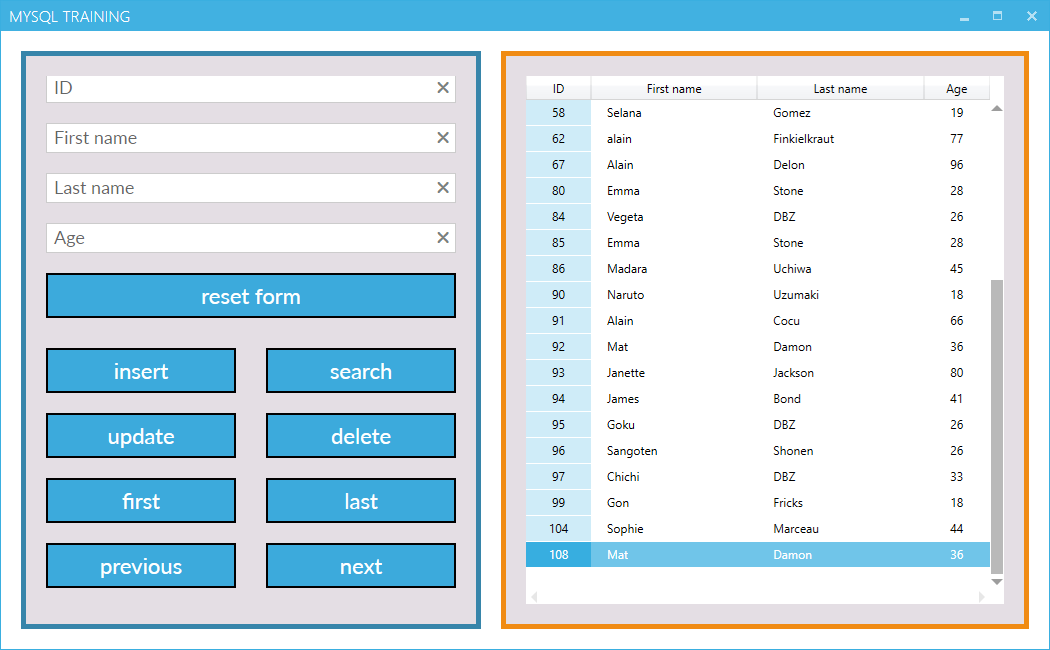 MYSQL TRAINING
ID
First name
Last name
Age
reset form
insert search
update delete
first last
previous next
ID First name Last name Age
58 Selana Gomez 19
62 alain Finkielkraut 77
67 Alain Delon 96
80 Emma Stone 28
84 Vegeta DBZ 26
85 Emma Stone 28
86 Madara Uchiwa 45
90 Naruto Uzumaki 18
91 Alain Cocu 66
92 Mat Damon 36
93 Janette Jackson 80
94 James Bond 41
95 Goku DBZ 26
96 Sangoten Shonen 26
97 Chichi DBZ 33
99 Gon Fricks 18
104 Sophie Marceau 44
108 Mat Damon 36